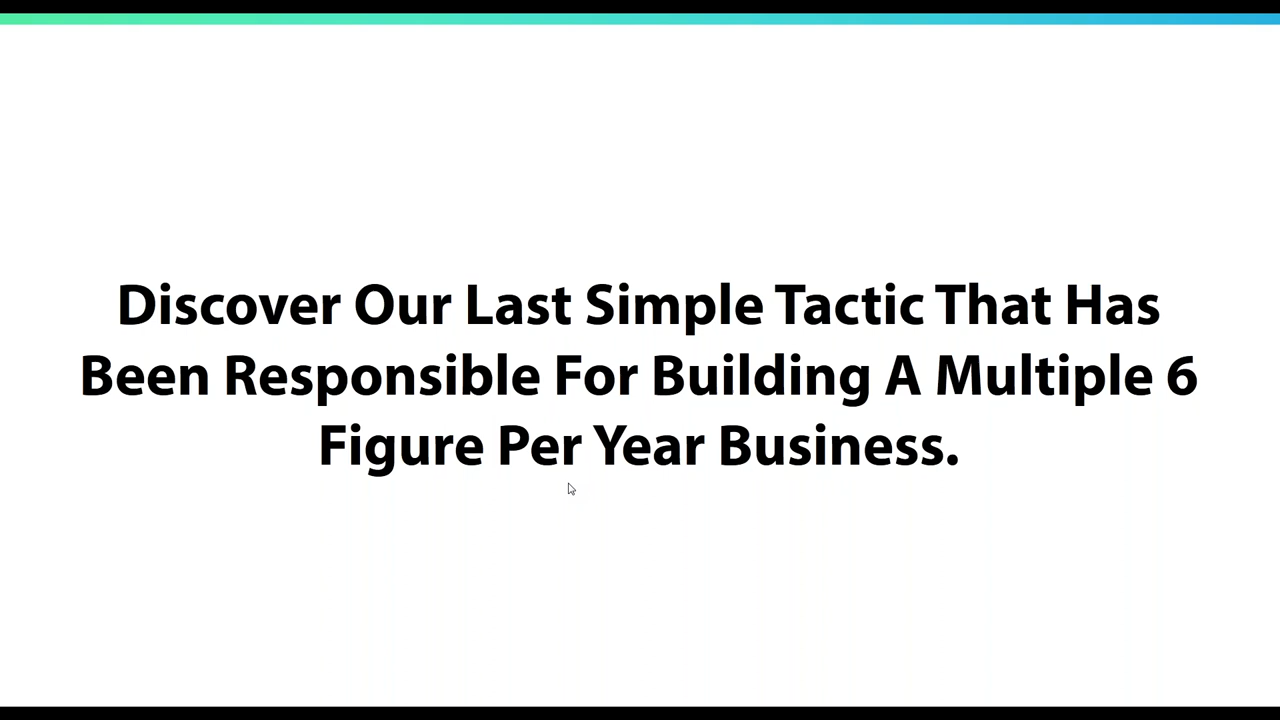 Discover Our Last Simple Tactic That Has
Been Responsible For Building A Multiple 6
Figure Per Year Business.